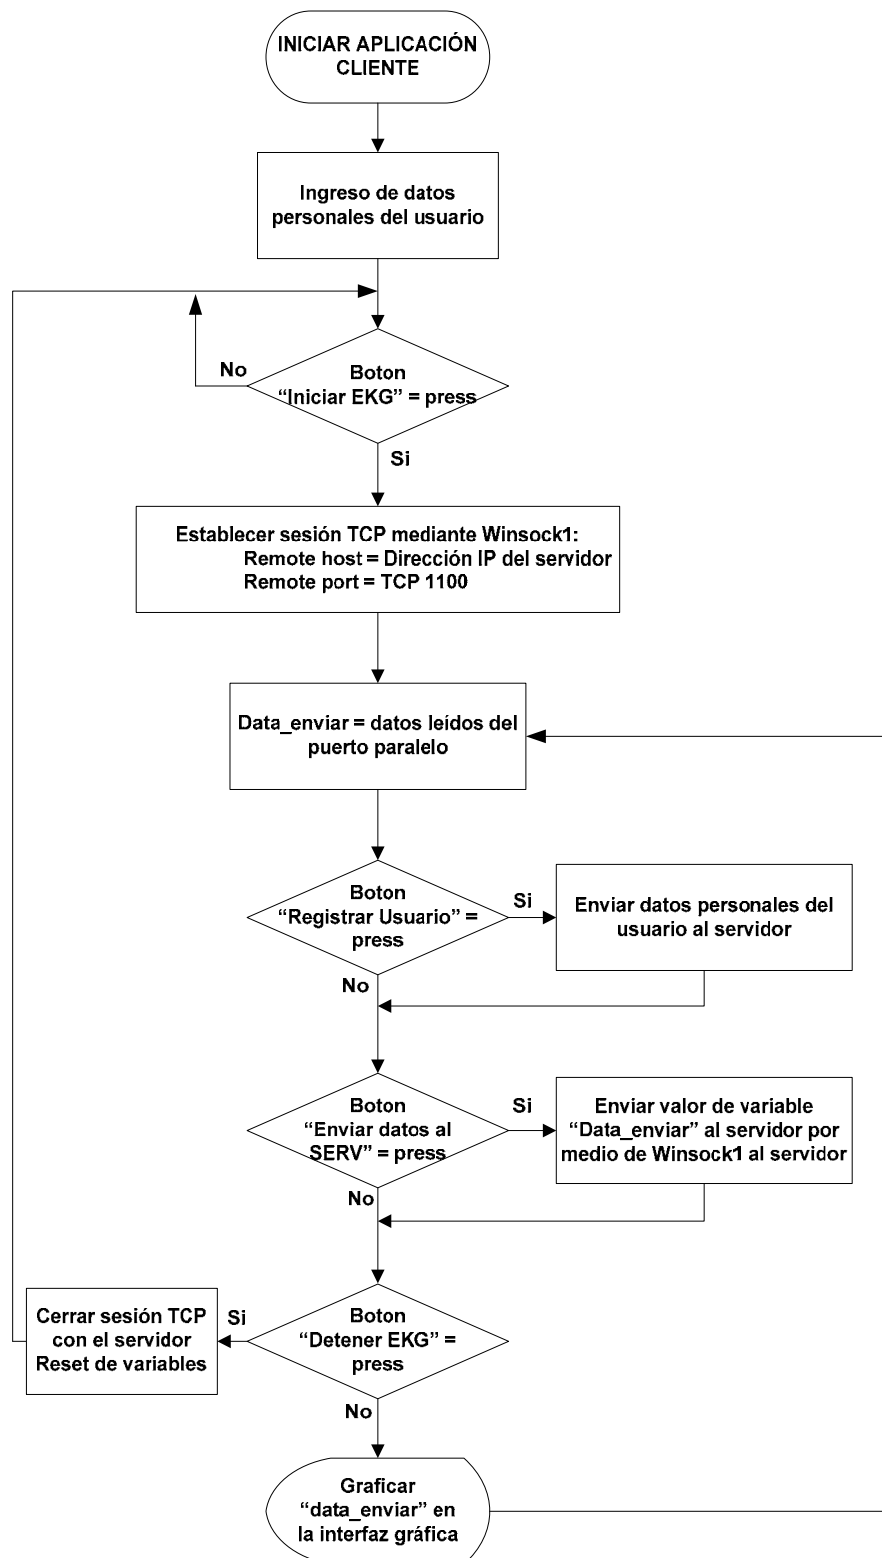 INICIAR APLICACIÓN
CLIENTE
Ingreso de datos
personales del usuario
No
Boton
“Iniciar EKG” = press
Si
Establecer sesión TCP mediante Winsock1:
Remote host = Dirección IP del servidor
Remote port = TCP 1100
Data_enviar = datos leídos del
puerto paralelo
Boton
“Registrar Usuario” =
press
Si
Enviar datos personales del
usuario al servidor
No
Boton
“Enviar datos al
SERV” = press
Si
Enviar valor de variable
“Data_enviar” al servidor por
medio de Winsock1 al servidor
No
Boton
“Detener EKG” =
press
Si
Cerrar sesión TCP
con el servidor
Reset de variables
No
Graficar
“data_enviar” en
la interfaz gráfica